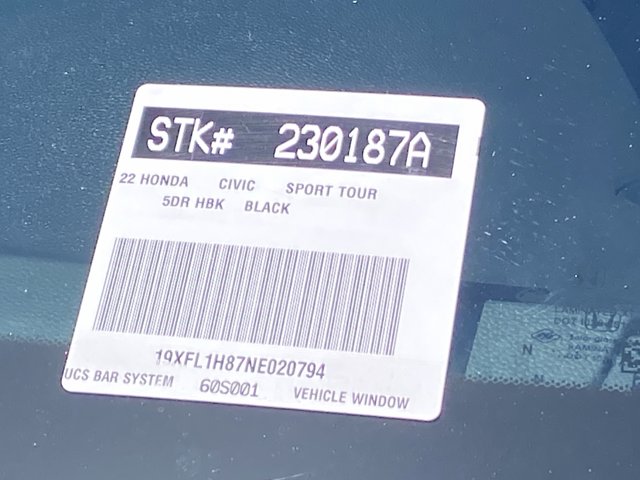 STK# 230187A
22 HONDA CIVIC SPORT TOUR
5DR HBK BLACK
19XFL1H87NE020794
UCS BAR SYSTEM 60S001 VEHICLE WINDOW
N